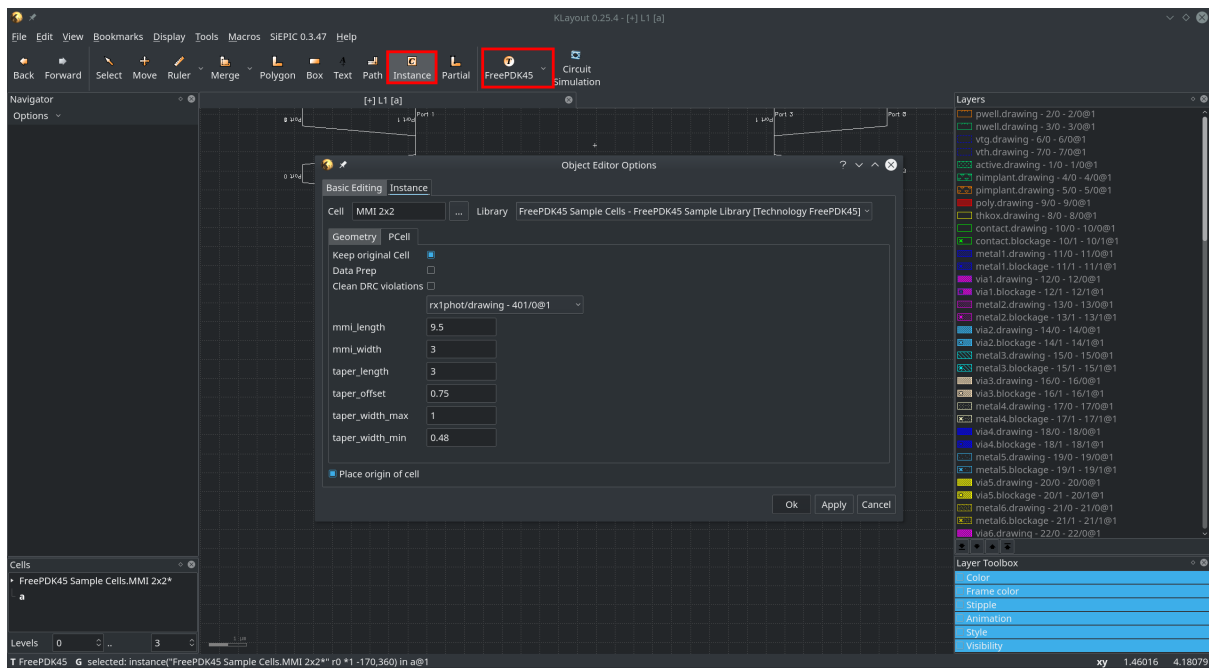 KLayout 0.25.4 - [+] L1 [a]
File Edit View Bookmarks Display Tools Macros SiEPIC 0.3.47 Help
Back Forward Select Move Ruler Merge Polygon Box Text Path Instance Partial FreePDK45 Circuit Simulation
Navigator
Options
[+] L1 [a]
Port 1
Port 1
Port 3
Port 0
Object Editor Options
Basic Editing Instance
Cell MMI 2x2 ... Library FreePDK45 Sample Cells - FreePDK45 Sample Library [Technology FreePDK45]
Geometry PCell
Keep original Cell
Data Prep
Clean DRC violations
rx1phot/drawing - 401/0@1
mmi_length 9.5
mmi_width 3
taper_length 3
taper_offset 0.75
taper_width_max 1
taper_width_min 0.48
Place origin of cell
Ok Apply Cancel
Layers
pwell.drawing - 2/0 - 2/0@1
nwell.drawing - 3/0 - 3/0@1
vtg.drawing - 6/0 - 6/0@1
vth.drawing - 7/0 - 7/0@1
active.drawing - 1/0 - 1/0@1
nimplant.drawing - 4/0 - 4/0@1
pimplant.drawing - 5/0 - 5/0@1
poly.drawing - 9/0 - 9/0@1
thkox.drawing - 8/0 - 8/0@1
contact.drawing - 10/0 - 10/0@1
contact.blockage - 10/1 - 10/1@1
metal1.drawing - 11/0 - 11/0@1
metal1.blockage - 11/1 - 11/1@1
via1.drawing - 12/0 - 12/0@1
via1.blockage - 12/1 - 12/1@1
metal2.drawing - 13/0 - 13/0@1
metal2.blockage - 13/1 - 13/1@1
via2.drawing - 14/0 - 14/0@1
via2.blockage - 14/1 - 14/1@1
metal3.drawing - 15/0 - 15/0@1
metal3.blockage - 15/1 - 15/1@1
via3.drawing - 16/0 - 16/0@1
via3.blockage - 16/1 - 16/1@1
metal4.drawing - 17/0 - 17/0@1
metal4.blockage - 17/1 - 17/1@1
via4.drawing - 18/0 - 18/0@1
via4.blockage - 18/1 - 18/1@1
metal5.drawing - 19/0 - 19/0@1
metal5.blockage - 19/1 - 19/1@1
via5.drawing - 20/0 - 20/0@1
via5.blockage - 20/1 - 20/1@1
metal6.drawing - 21/0 - 21/0@1
metal6.blockage - 21/1 - 21/1@1
via6.drawing - 22/0 - 22/0@1
Cells
FreePDK45 Sample Cells.MMI 2x2*
a
Levels 0 .. 3
1 µm
Layer Toolbox
Color
Frame color
Stipple
Animation
Style
Visibility
T FreePDK45 G selected: instance("FreePDK45 Sample Cells.MMI 2x2*" r0 *1 -170,360) in a@1
xy 1.46016 4.18079